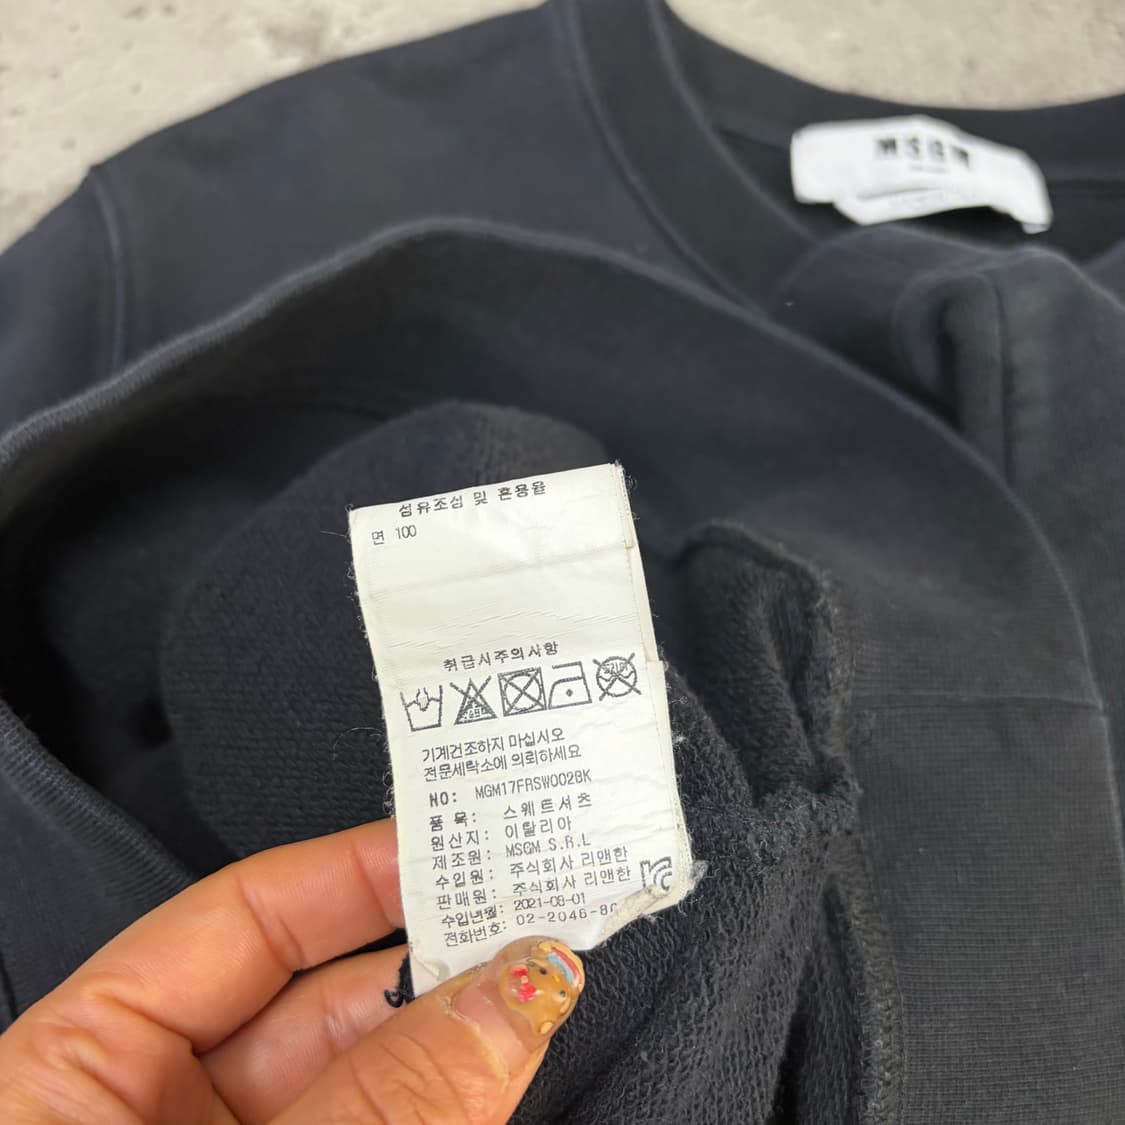 MSGM
섬유조성 및 혼용율
면 100
취급시주의사항
기계건조하지 마십시오
전문세탁소에 의뢰하세요
NO: MGM17FRSW002BK
품 목: 스웨트셔츠
원산지: 이탈리아
제조원: MSGM S.R.L
수입원: 주식회사 리앤한
판매원: 주식회사 리앤한
수입년월: 2021-08-01
전화번호: 02-2046-